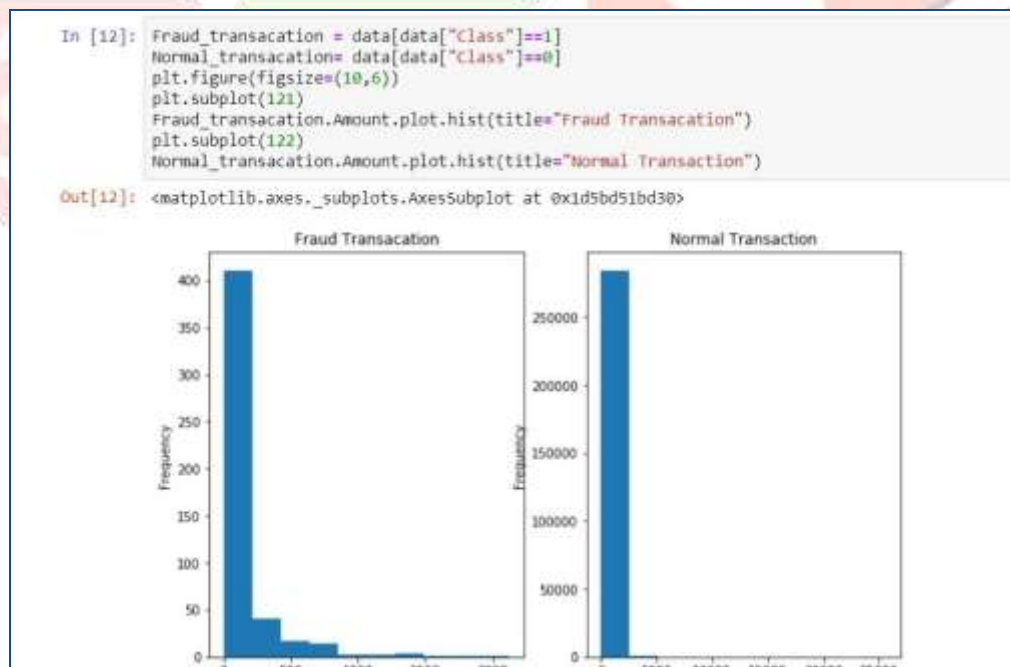 In [12]: Fraud_transacation = data[data["Class"]==1]
Normal_transacation= data[data["Class"]==0]
plt.figure(figsize=(10,6))
plt.subplot(121)
Fraud_transacation.Amount.plot.hist(title="Fraud Transacation")
plt.subplot(122)
Normal_transacation.Amount.plot.hist(title="Normal Transaction")
Out[12]: <matplotlib.axes._subplots.AxesSubplot at 0x1d5bd51bd30>
Fraud Transacation
400
350
300
250
200
150
100
50
0
Frequency
Normal Transaction
250000
200000
150000
100000
50000
0
Frequency